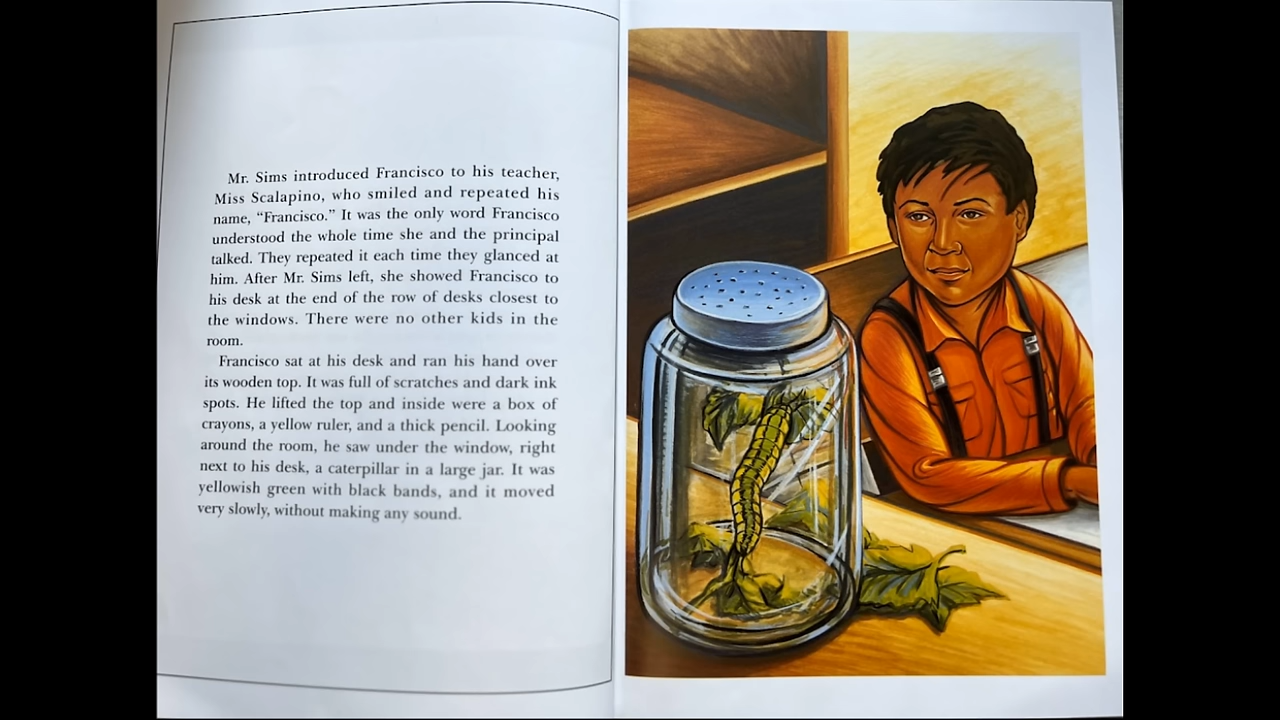 Mr. Sims introduced Francisco to his teacher,
Miss Scalapino, who smiled and repeated his
name, “Francisco.” It was the only word Francisco
understood the whole time she and the principal
talked. They repeated it each time they glanced at
him. After Mr. Sims left, she showed Francisco to
his desk at the end of the row of desks closest to
the windows. There were no other kids in the
room.
Francisco sat at his desk and ran his hand over
its wooden top. It was full of scratches and dark ink
spots. He lifted the top and inside were a box of
crayons, a yellow ruler, and a thick pencil. Looking
around the room, he saw under the window, right
next to his desk, a caterpillar in a large jar. It was
yellowish green with black bands, and it moved
very slowly, without making any sound.